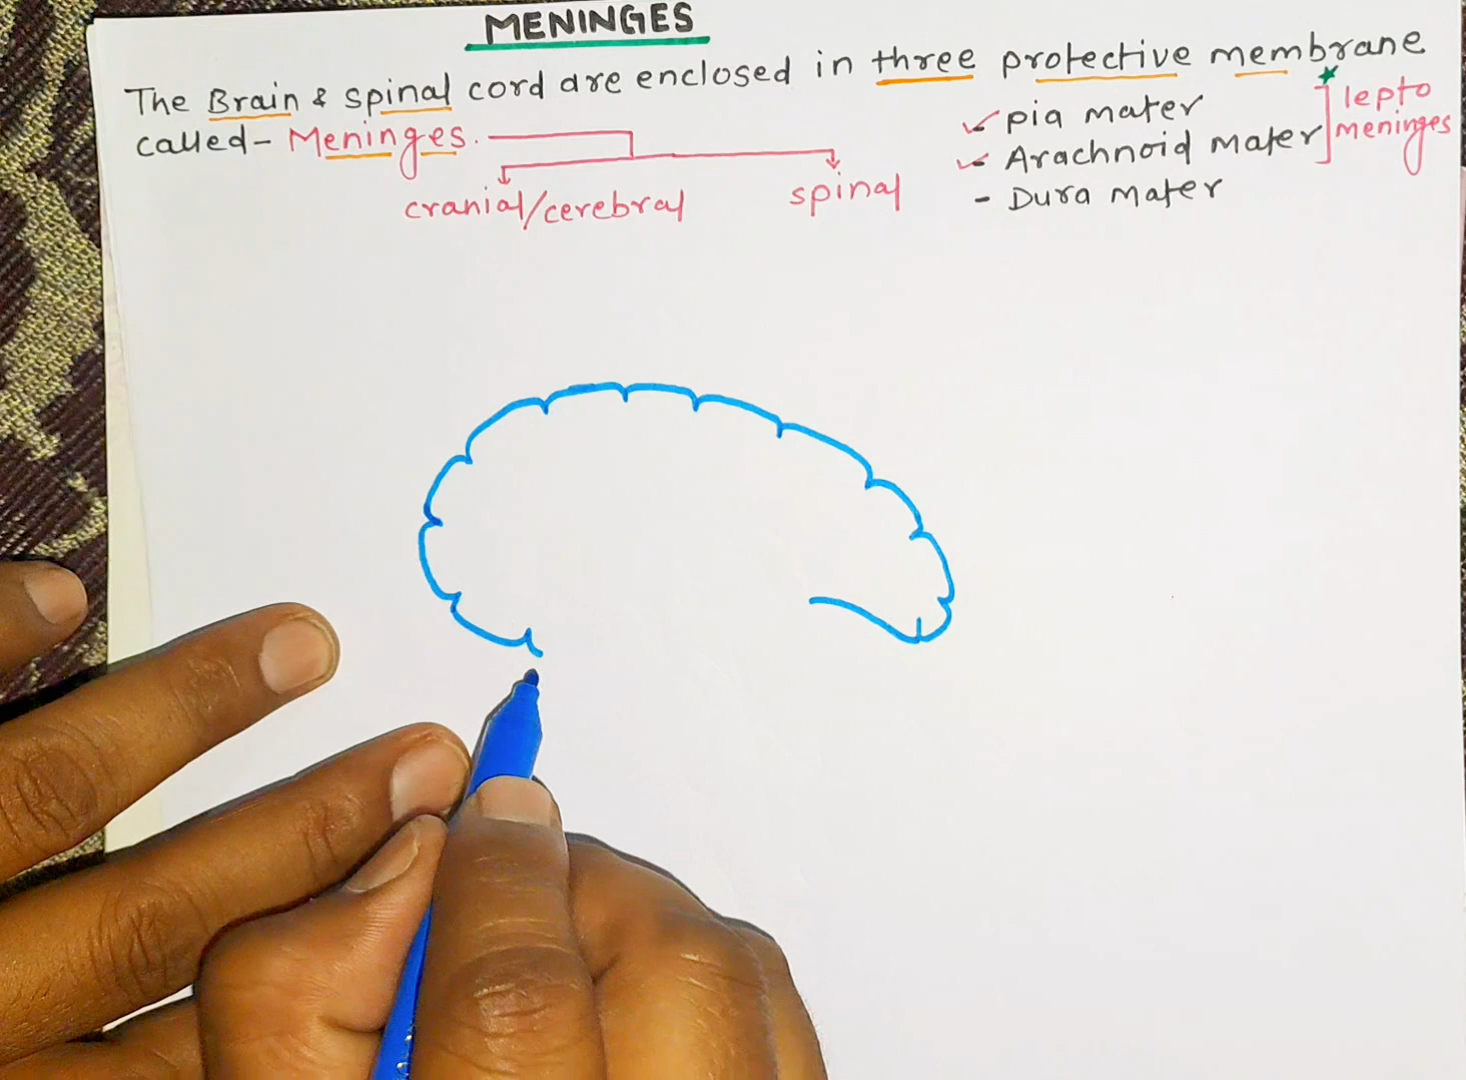 MENINGES
The Brain & spinal cord are enclosed in three protective membrane
called- Meninges.
cranial/cerebral
spinal
✓ pia mater
✓ Arachnoid mater
- Dura mater
lepto
meninges